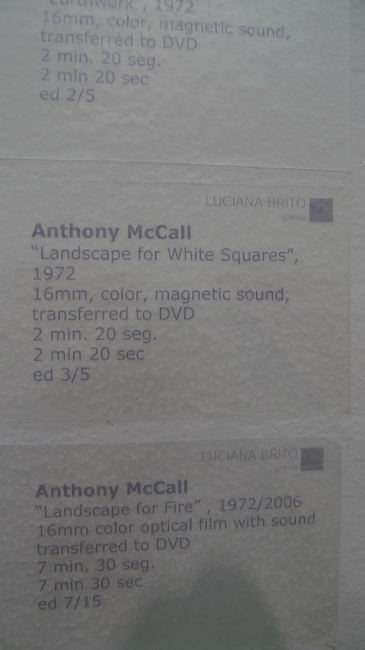 Earthwork", 1972
16mm, color, magnetic sound,
transferred to DVD
2 min. 20 seg.
2 min 20 sec
ed 2/5
LUCIANA BRITO
galeria
Anthony McCall
"Landscape for White Squares",
1972
16mm, color, magnetic sound,
transferred to DVD
2 min. 20 seg.
2 min 20 sec
ed 3/5
LUCIANA BRITO
Anthony McCall
"Landscape for Fire" , 1972/2006
16mm color optical film with sound
transferred to DVD
7 min. 30 seg.
7 min 30 sec
ed 7/15